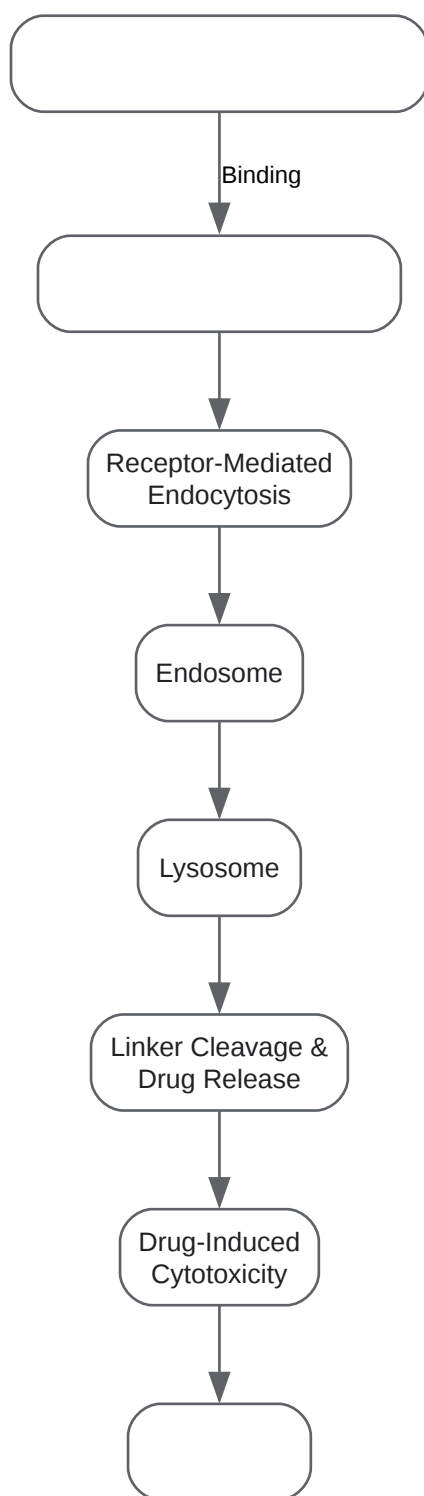 Binding
Receptor-Mediated
Endocytosis
Endosome
Lysosome
Linker Cleavage &
Drug Release
Drug-Induced
Cytotoxicity